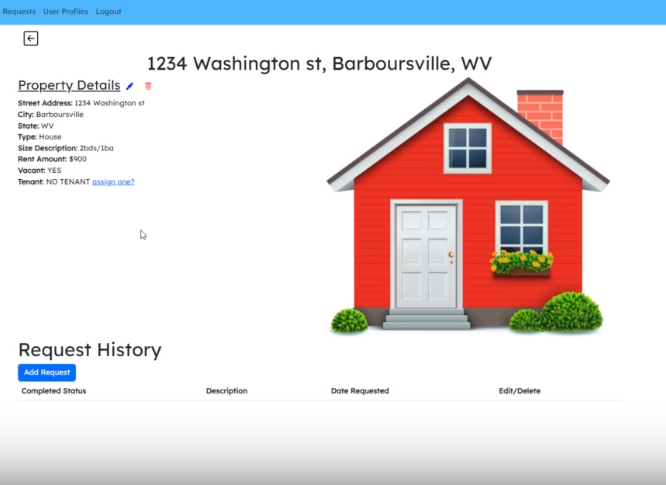 Requests User Profiles Logout
1234 Washington st, Barboursville, WV
Property Details
Street Address: 1234 Washington st
City: Barboursville
State: WV
Type: House
Size Description: 2bds/1ba
Rent Amount: $900
Vacant: YES
Tenant: NO TENANT assign one?
Request History
Add Request
Completed Status Description Date Requested Edit/Delete